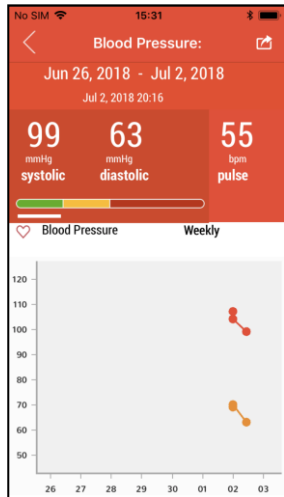 No SIM 15:31
Blood Pressure:
Jun 26, 2018 - Jul 2, 2018
Jul 2, 2018 20:16
99 63 55
mmHg mmHg bpm
systolic diastolic pulse
Blood Pressure Weekly
120
110
100
90
80
70
60
50
26 27 28 29 30 01 02 03